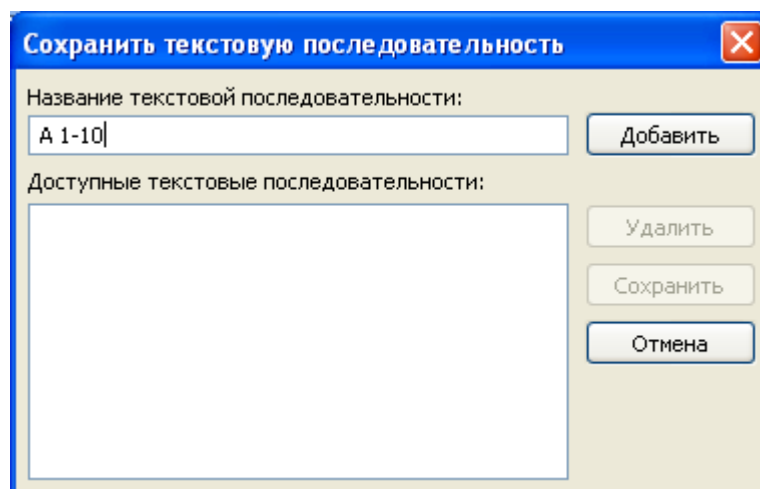 Сохранить текстовую последовательность
Название текстовой последовательности:
А 1-10
Добавить
Доступные текстовые последовательности:
Удалить
Сохранить
Отмена